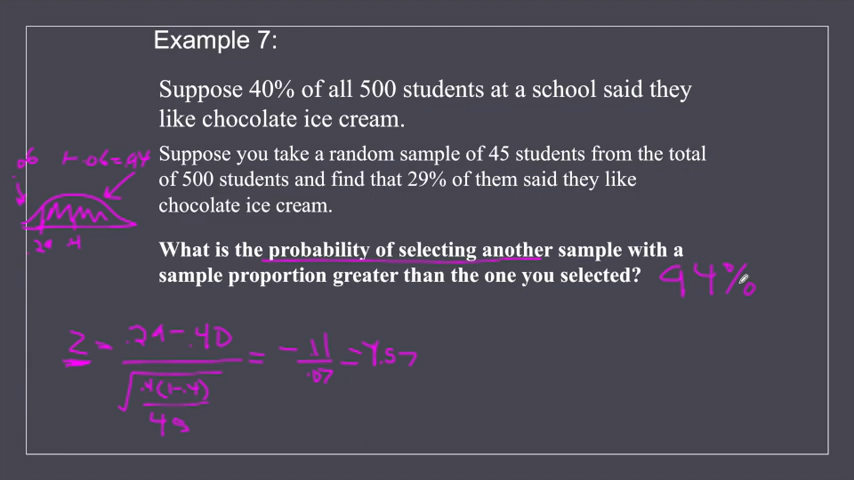 Example 7:
Suppose 40% of all 500 students at a school said they
like chocolate ice cream.
Suppose you take a random sample of 45 students from the total
of 500 students and find that 29% of them said they like
chocolate ice cream.
What is the probability of selecting another sample with a
sample proportion greater than the one you selected?
94%
.06 1-.06=.94
.29 .4
Z = .29-.40 = -.11 = -1.57
√.4(1-.4) .07
45